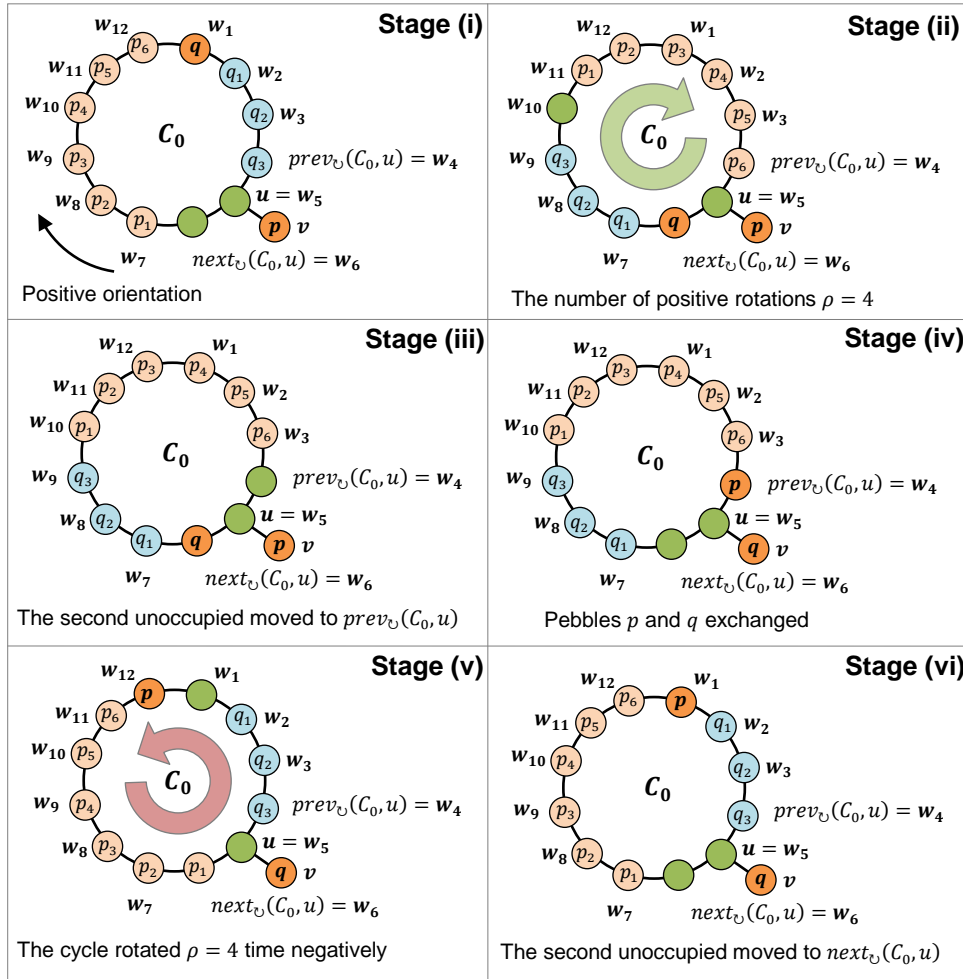 Stage (i)
w₁₂ w₁
p₆ q
w₁₁ p₅ q₁ w₂
w₁₀ p₄ q₂ w₃
C₀
w₉ p₃ q₃ prev↻(C₀, u) = w₄
w₈ p₂ u = w₅
p₁ p v
w₇ next↻(C₀, u) = w₆
Positive orientation
Stage (ii)
w₁₂ w₁
p₂ p₃
w₁₁ p₁ p₄ w₂
w₁₀ p₅ w₃
C₀
w₉ q₃ p₆ prev↻(C₀, u) = w₄
w₈ q₂ u = w₅
q₁ q p v
w₇ next↻(C₀, u) = w₆
The number of positive rotations ρ = 4
Stage (iii)
w₁₂ w₁
p₃ p₄
w₁₁ p₂ p₅ w₂
w₁₀ p₁ p₆ w₃
C₀
w₉ q₃ prev↻(C₀, u) = w₄
w₈ q₂ u = w₅
q₁ q p v
w₇ next↻(C₀, u) = w₆
The second unoccupied moved to prev↻(C₀, u)
Stage (iv)
w₁₂ w₁
p₃ p₄
w₁₁ p₂ p₅ w₂
w₁₀ p₁ p₆ w₃
C₀
w₉ q₃ p prev↻(C₀, u) = w₄
w₈ q₂ u = w₅
q₁ q v
w₇ next↻(C₀, u) = w₆
Pebbles p and q exchanged
Stage (v)
w₁₂ p w₁
w₁₁ p₆ q₁ w₂
w₁₀ p₅ q₂ w₃
C₀
w₉ p₄ q₃ prev↻(C₀, u) = w₄
w₈ p₃ u = w₅
p₂ p₁ q v
w₇ next↻(C₀, u) = w₆
The cycle rotated ρ = 4 time negatively
Stage (vi)
w₁₂ w₁
p₆ p
w₁₁ p₅ q₁ w₂
w₁₀ p₄ q₂ w₃
C₀
w₉ p₃ q₃ prev↻(C₀, u) = w₄
w₈ p₂ u = w₅
p₁ q v
w₇ next↻(C₀, u) = w₆
The second unoccupied moved to next↻(C₀, u)